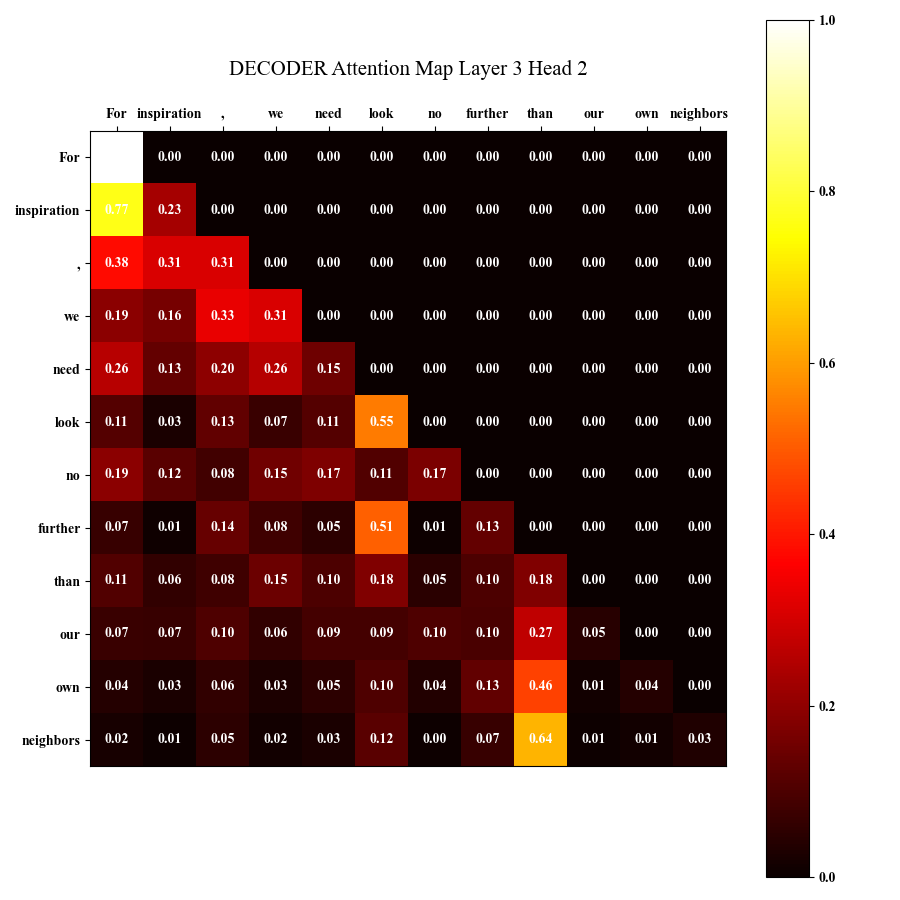 DECODER Attention Map Layer 3 Head 2
For inspiration , we need look no further than our own neighbors
For 0.00 0.00 0.00 0.00 0.00 0.00 0.00 0.00 0.00 0.00 0.00
inspiration 0.77 0.23 0.00 0.00 0.00 0.00 0.00 0.00 0.00 0.00 0.00 0.00
, 0.38 0.31 0.31 0.00 0.00 0.00 0.00 0.00 0.00 0.00 0.00 0.00
we 0.19 0.16 0.33 0.31 0.00 0.00 0.00 0.00 0.00 0.00 0.00 0.00
need 0.26 0.13 0.20 0.26 0.15 0.00 0.00 0.00 0.00 0.00 0.00 0.00
look 0.11 0.03 0.13 0.07 0.11 0.55 0.00 0.00 0.00 0.00 0.00 0.00
no 0.19 0.12 0.08 0.15 0.17 0.11 0.17 0.00 0.00 0.00 0.00 0.00
further 0.07 0.01 0.14 0.08 0.05 0.51 0.01 0.13 0.00 0.00 0.00 0.00
than 0.11 0.06 0.08 0.15 0.10 0.18 0.05 0.10 0.18 0.00 0.00 0.00
our 0.07 0.07 0.10 0.06 0.09 0.09 0.10 0.10 0.27 0.05 0.00 0.00
own 0.04 0.03 0.06 0.03 0.05 0.10 0.04 0.13 0.46 0.01 0.04 0.00
neighbors 0.02 0.01 0.05 0.02 0.03 0.12 0.00 0.07 0.64 0.01 0.01 0.03
1.0
0.8
0.6
0.4
0.2
0.0